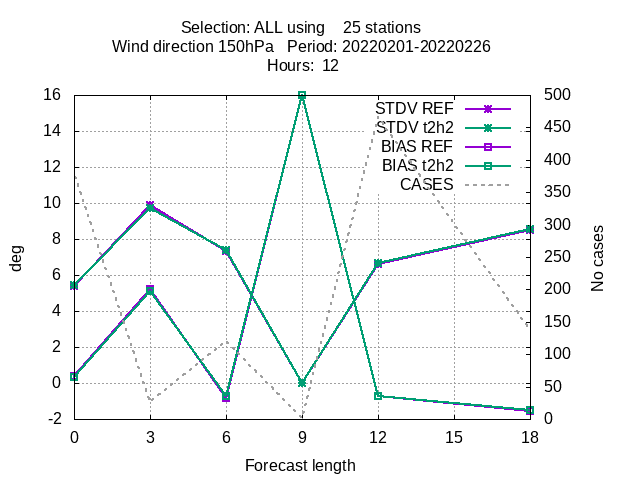 Selection: ALL using    25 stations
Wind direction 150hPa   Period: 20220201-20220226
Hours:  12
16
14
12
10
8
6
4
2
0
-2
deg
STDV REF
STDV t2h2
BIAS REF
BIAS t2h2
CASES
500
450
400
350
300
250
200
150
100
50
0
No cases
0 3 6 9 12 15 18
Forecast length